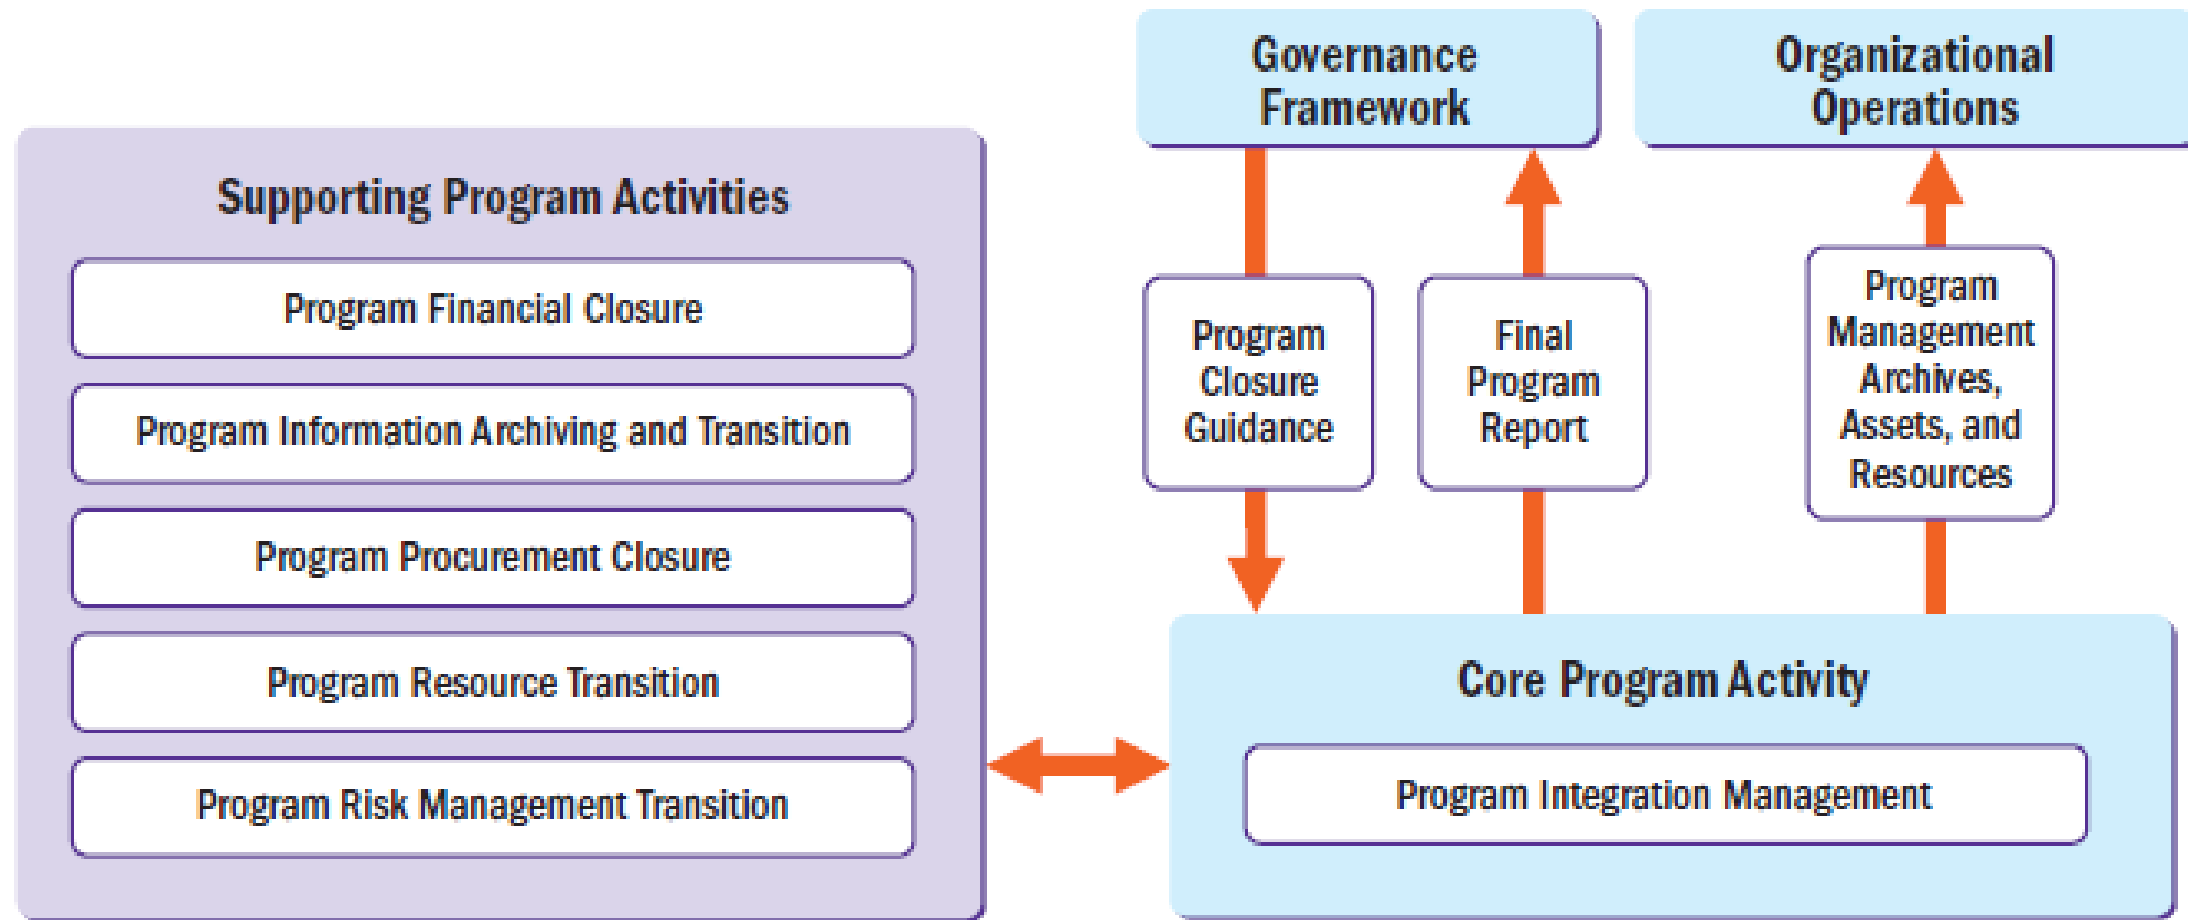 Governance
Framework
Organizational
Operations
Supporting Program Activities
Program Financial Closure
Program Information Archiving and Transition
Program Procurement Closure
Program Resource Transition
Program Risk Management Transition
Program
Closure
Guidance
Final
Program
Report
Program
Management
Archives,
Assets, and
Resources
Core Program Activity
Program Integration Management